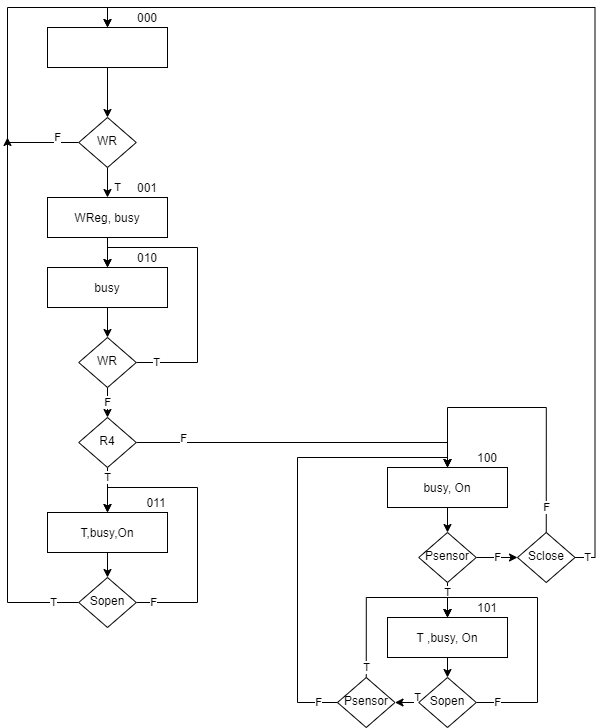 000
WR
F
T
001
WReg, busy
010
busy
WR
T
F
R4
F
T
011
T,busy,On
Sopen
T
F
100
busy, On
Psensor
F
Sclose
F
T
T
101
T ,busy, On
Sopen
F
T
Psensor
T
F